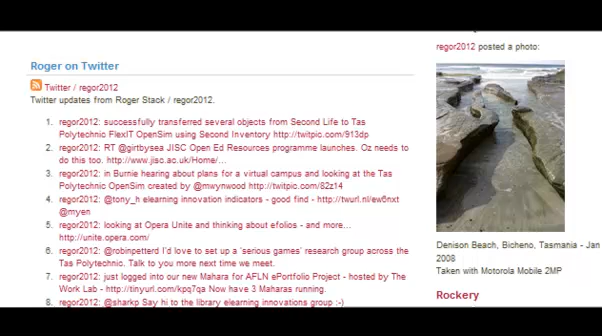 Roger on Twitter
Twitter / regor2012
Twitter updates from Roger Stack / regor2012.
1. regor2012: successfully transferred several objects from Second Life to Tas
Polytechnic FlexIT OpenSim using Second Inventory http://twitpic.com/913dp
2. regor2012: RT @girtbysea JISC Open Ed Resources programme launches. Oz needs to
do this too. http://www.jisc.ac.uk/Home/...
3. regor2012: in Burnie hearing about plans for a virtual campus and looking at the Tas
Polytechnic OpenSim created by @mwynwood http://twitpic.com/82z14
4. regor2012: @tony_h elearning innovation indicators - good find - http://twurl.nl/ew6nxt
@myen
5. regor2012: looking at Opera Unite and thinking about efolios - and more...
http://unite.opera.com/
6. regor2012: @robinpetterd I'd love to set up a 'serious games' research group across the
Tas Polytechnic. Talk to you more next time we meet.
7. regor2012: just logged into our new Mahara for AFLN ePortfolio Project - hosted by The
Work Lab - http://tinyurl.com/kpq7qa Now have 3 Maharas running.
8. regor2012: @sharkp Say hi to the library elearning innovations group :-)
regor2012 posted a photo:
Denison Beach, Bicheno, Tasmania - Jan
2008
Taken with Motorola Mobile 2MP
Rockery